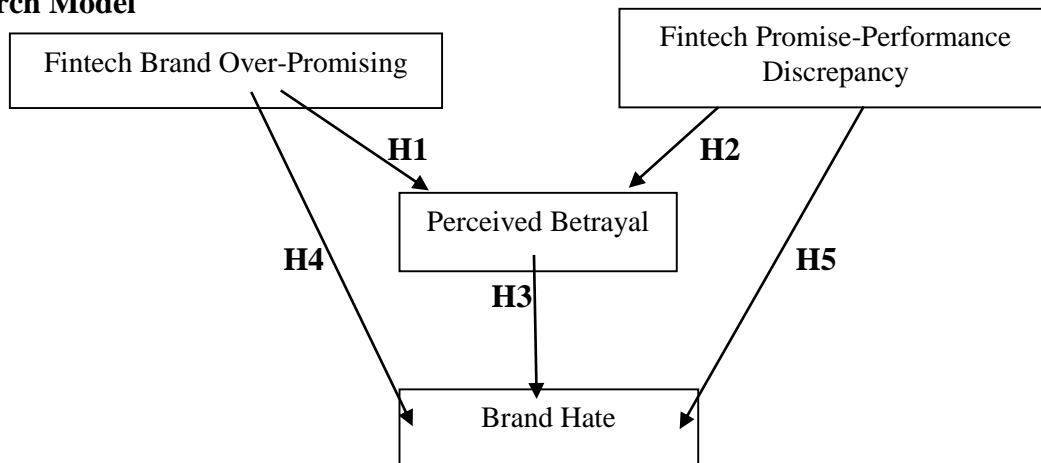 rch Model
Fintech Brand Over-Promising
Fintech Promise-Performance
Discrepancy
H1
H2
Perceived Betrayal
H4
H5
H3
Brand Hate